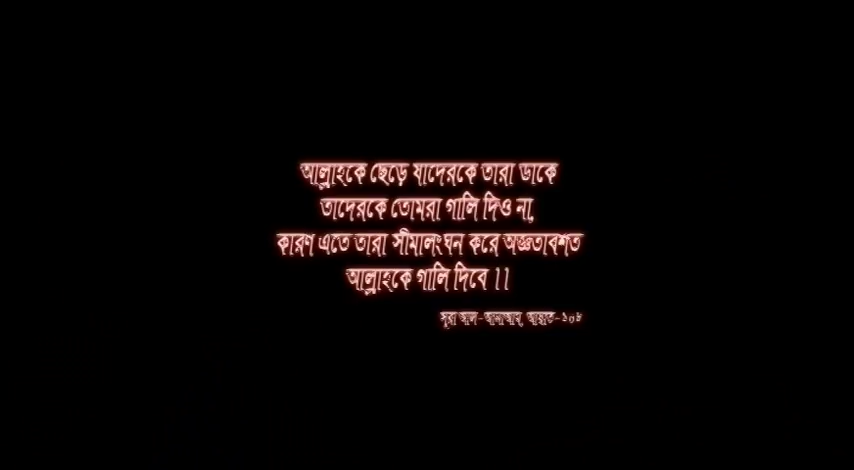 আল্লাহকে ছেড়ে যাদেরকে তারা ডাকে
তাদেরকে তোমরা গালি দিও না,
কারণ এতে তারা সীমালংঘন করে অজ্ঞতাবশত
আল্লাহকে গালি দিবে ।।
সূরা আল-আনআম, আয়াত-১০৮